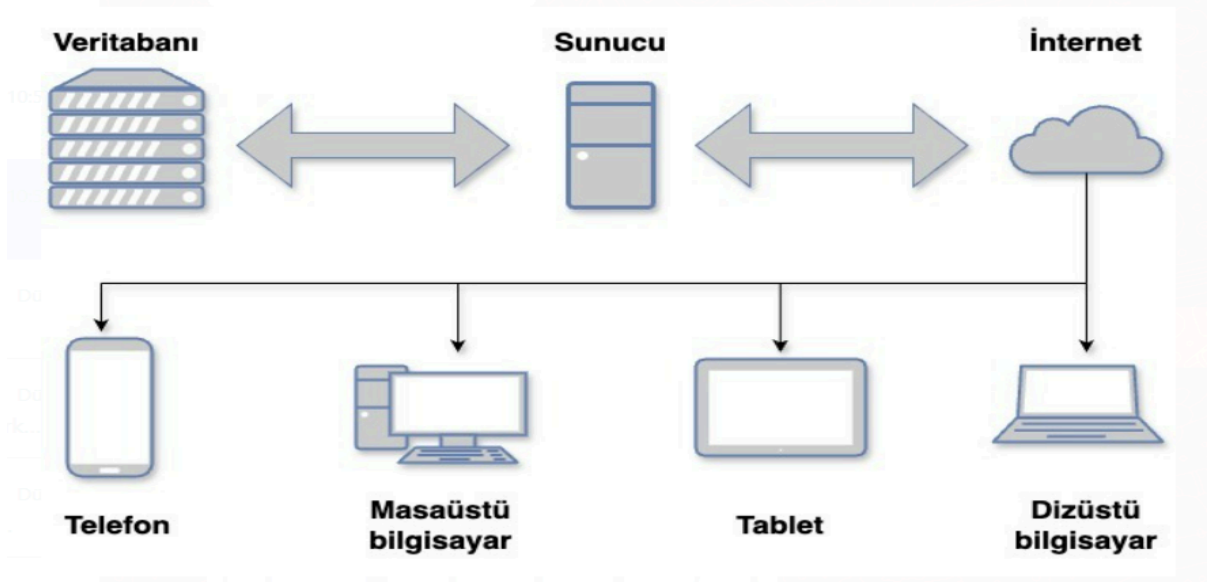 Veritabanı
Sunucu
İnternet
Telefon
Masaüstü
bilgisayar
Tablet
Dizüstü
bilgisayar